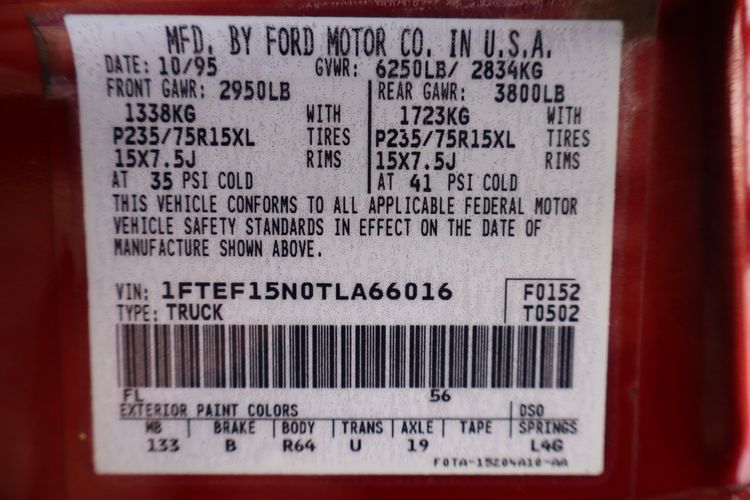 MFD. BY FORD MOTOR CO. IN U.S.A.
DATE: 10/95 GVWR: 6250LB/ 2834KG
FRONT GAWR: 2950LB REAR GAWR: 3800LB
1338KG WITH 1723KG WITH
P235/75R15XL TIRES P235/75R15XL TIRES
15X7.5J RIMS 15X7.5J RIMS
AT 35 PSI COLD AT 41 PSI COLD
THIS VEHICLE CONFORMS TO ALL APPLICABLE FEDERAL MOTOR
VEHICLE SAFETY STANDARDS IN EFFECT ON THE DATE OF
MANUFACTURE SHOWN ABOVE.
VIN: 1FTEF15N0TLA66016 F0152
TYPE: TRUCK T0502
FL 56
EXTERIOR PAINT COLORS DSO
WB BRAKE BODY TRANS AXLE TAPE SPRINGS
133 B R64 U 19 L4G
F0TA-15204A10-AA